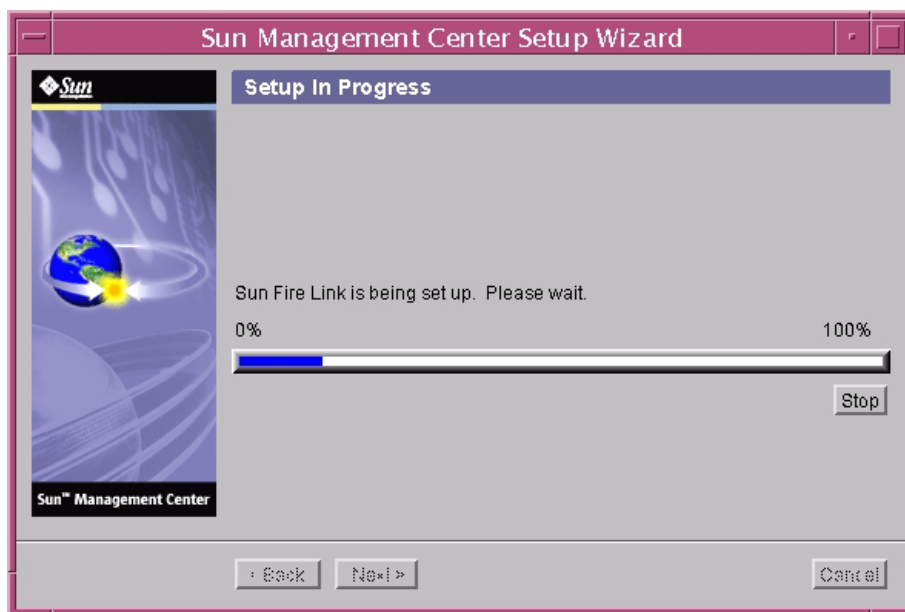 Sun Management Center Setup Wizard
Sun
Setup In Progress
Sun Fire Link is being set up. Please wait.
0% 100%
Stop
Sun™ Management Center
< Back Next > Cancel